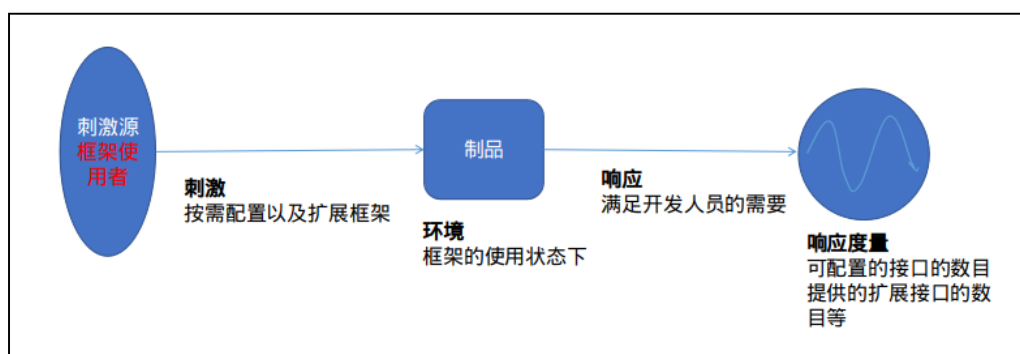 刺激源
框架使
用者
刺激
按需配置以及扩展框架
制品
环境
框架的使用状态下
响应
满足开发人员的需要
响应度量
可配置的接口的数目
提供的扩展接口的数
目等